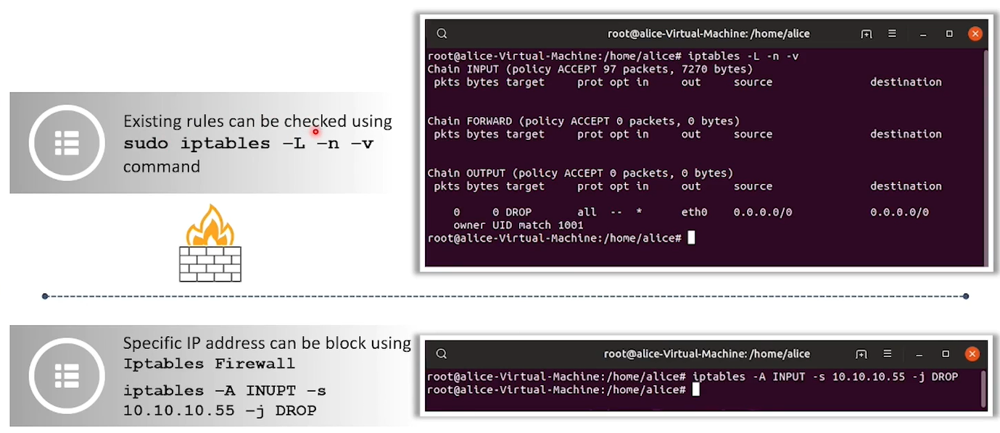 Existing rules can be checked using
sudo iptables –L –n –v
command
root@alice-Virtual-Machine: /home/alice
root@alice-Virtual-Machine:/home/alice# iptables -L -n -v
Chain INPUT (policy ACCEPT 97 packets, 7270 bytes)
pkts bytes target prot opt in out source destination
Chain FORWARD (policy ACCEPT 0 packets, 0 bytes)
pkts bytes target prot opt in out source destination
Chain OUTPUT (policy ACCEPT 0 packets, 0 bytes)
pkts bytes target prot opt in out source destination
0 0 DROP all -- * eth0 0.0.0.0/0 0.0.0.0/0
owner UID match 1001
root@alice-Virtual-Machine:/home/alice#
Specific IP address can be block using
Iptables Firewall
iptables –A INUPT –s
10.10.10.55 –j DROP
root@alice-Virtual-Machine: /home/alice
root@alice-Virtual-Machine:/home/alice# iptables -A INPUT -s 10.10.10.55 -j DROP
root@alice-Virtual-Machine:/home/alice#